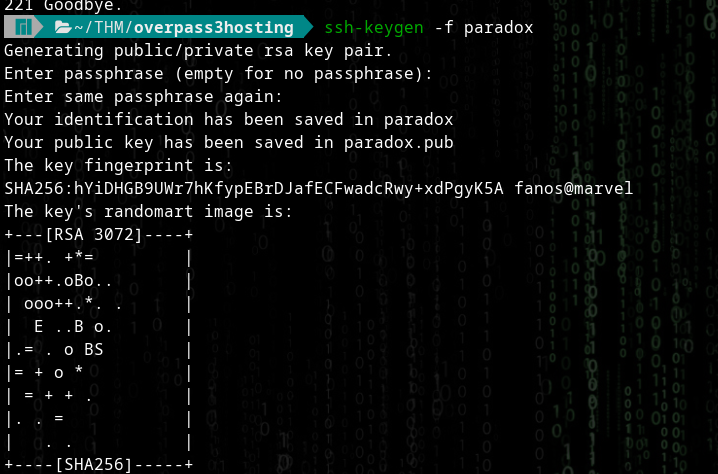 221 Goodbye.
~/THM/overpass3hosting ssh-keygen -f paradox
Generating public/private rsa key pair.
Enter passphrase (empty for no passphrase):
Enter same passphrase again:
Your identification has been saved in paradox
Your public key has been saved in paradox.pub
The key fingerprint is:
SHA256:hYiDHGB9UWr7hKfypEBrDJafECFwadcRwy+xdPgyK5A fanos@marvel
The key's randomart image is:
+---[RSA 3072]----+
|=++. +*=         |
|oo++.oBo..       |
| ooo++.*. .      |
|  E ..B o.       |
|.= . o BS        |
|= + o *          |
| = + + .         |
|. . =            |
|   . .           |
+----[SHA256]-----+